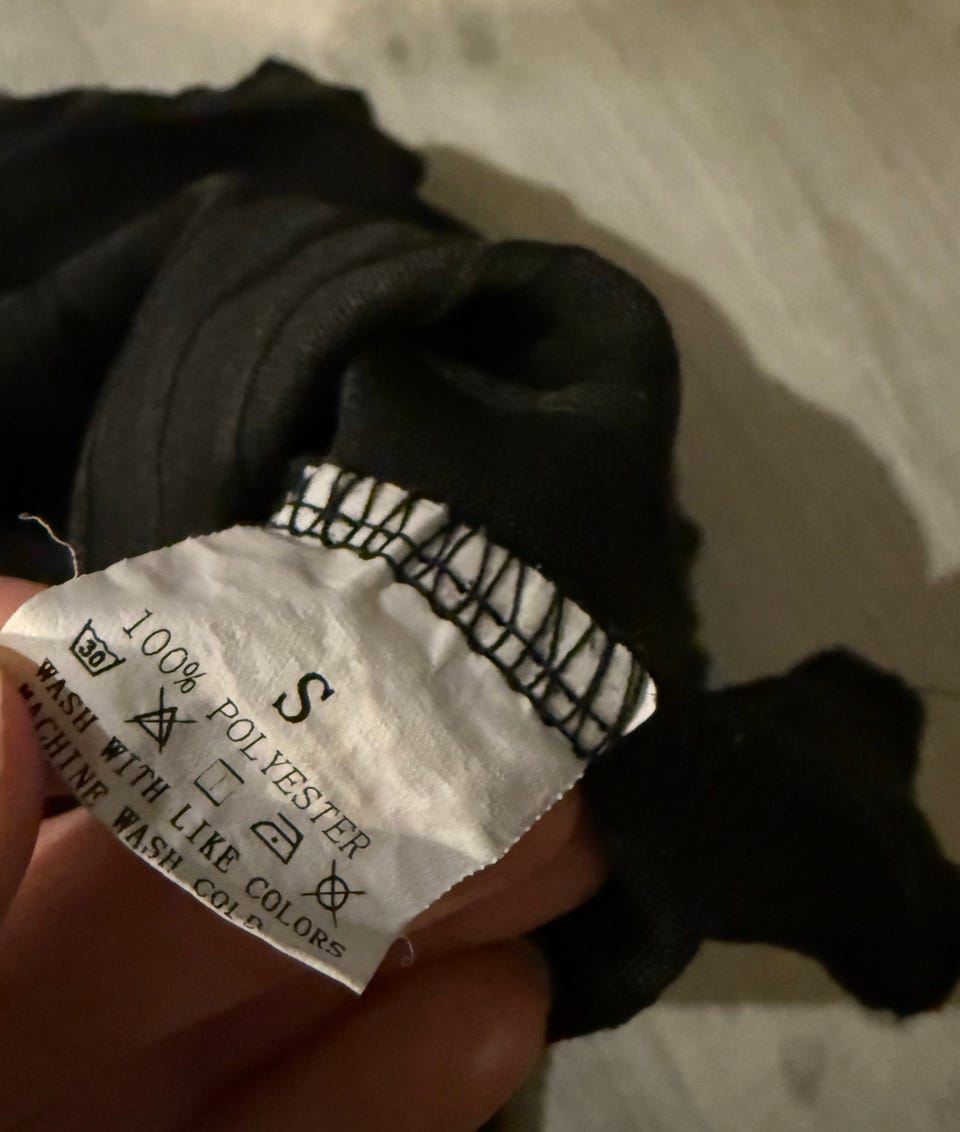 S
100% POLYESTER
30
WASH WITH LIKE COLORS
MACHINE WASH COLD